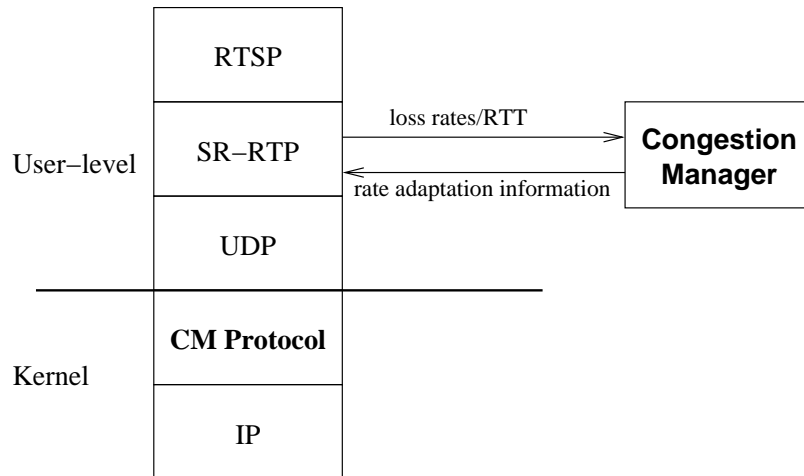 RTSP
loss rates/RTT
User−level
SR−RTP
Congestion
Manager
rate adaptation information
UDP
CM Protocol
Kernel
IP